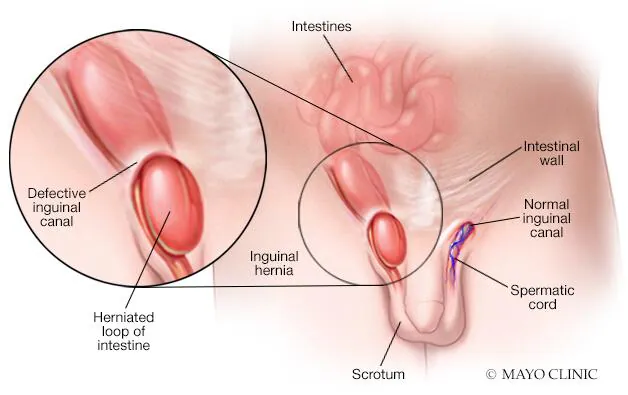 Intestines
Intestinal
wall
Defective
inguinal
canal
Normal
inguinal
canal
Inguinal
hernia
Spermatic
cord
Herniated
loop of
intestine
Scrotum
© MAYO CLINIC